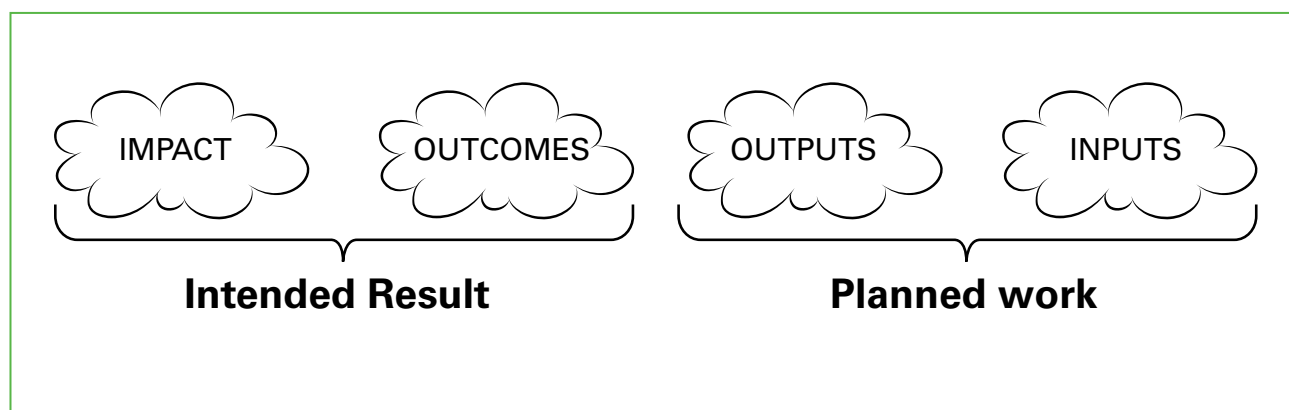 IMPACT OUTCOMES OUTPUTS INPUTS
Intended Result Planned work